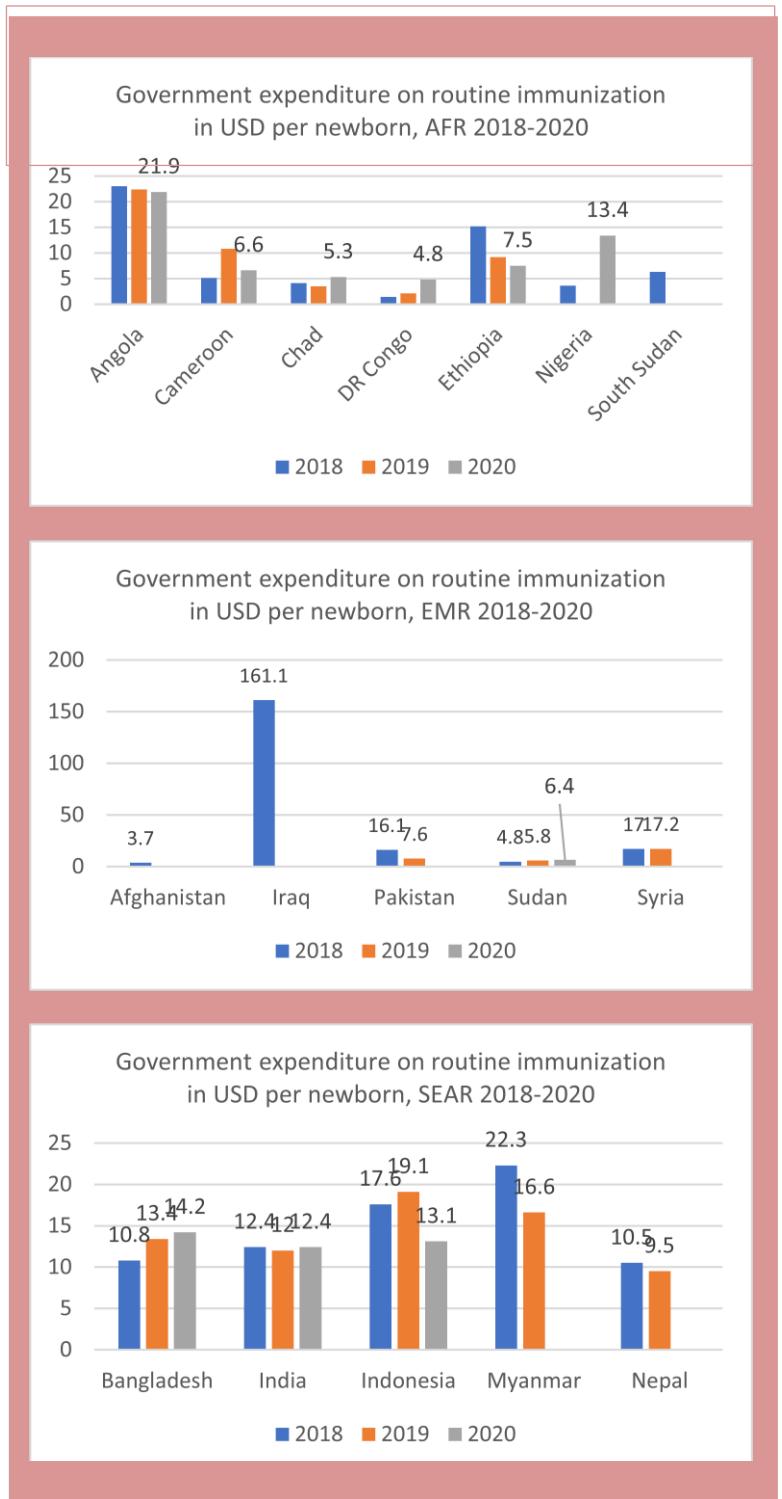 Government expenditure on routine immunization
in USD per newborn, AFR 2018-2020
25
20
15
10
5
0
21.9
6.6
5.3
4.8
7.5
13.4
Angola
Cameroon
Chad
DR Congo
Ethiopia
Nigeria
South Sudan
2018 2019 2020
Government expenditure on routine immunization
in USD per newborn, EMR 2018-2020
200
150
100
50
0
3.7
161.1
16.1
7.6
4.8
5.8
6.4
17
17.2
Afghanistan Iraq Pakistan Sudan Syria
2018 2019 2020
Government expenditure on routine immunization
in USD per newborn, SEAR 2018-2020
25
20
15
10
5
0
10.8
13.4
14.2
12.4
12
12.4
17.6
19.1
13.1
22.3
16.6
10.5
9.5
Bangladesh India Indonesia Myanmar Nepal
2018 2019 2020